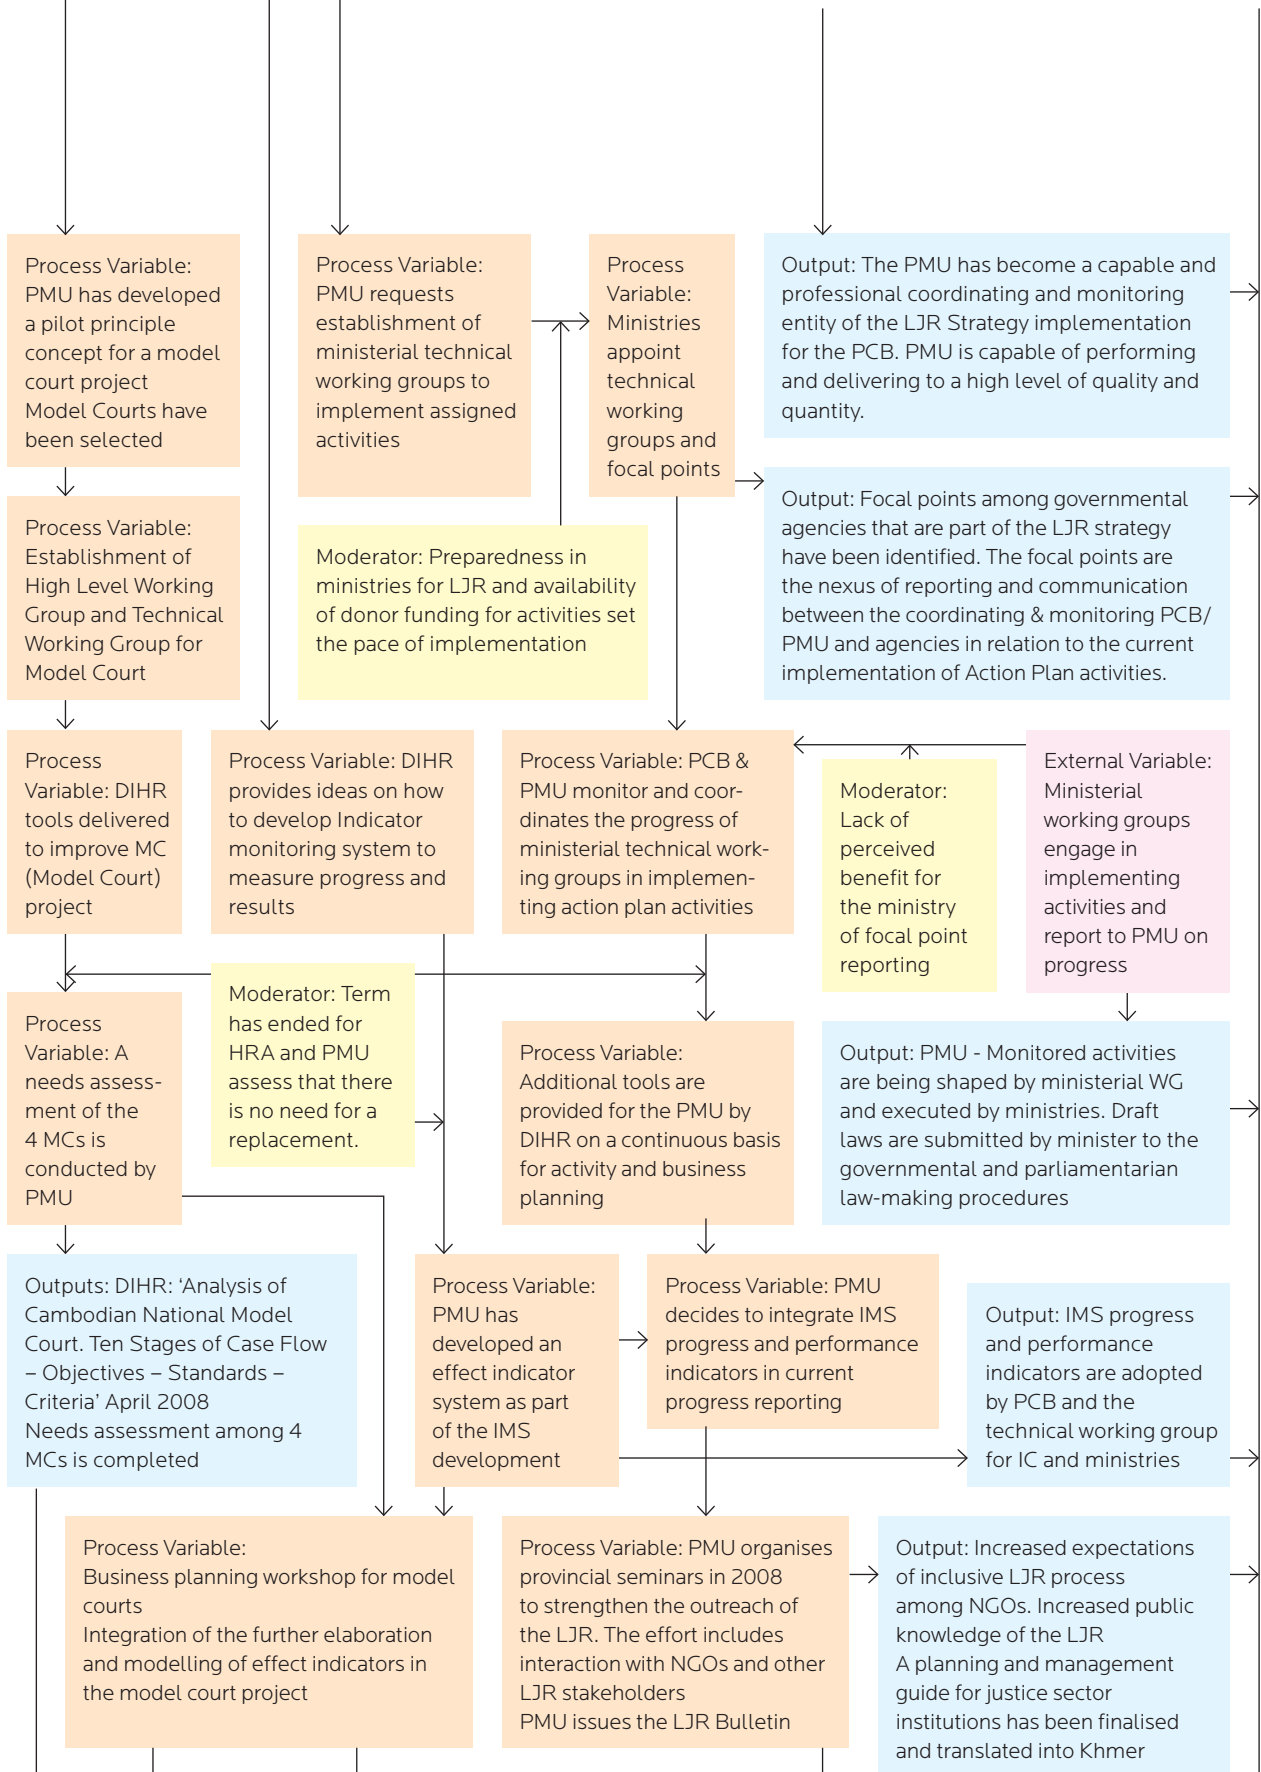 Process Variable:
PMU has developed
a pilot principle
concept for a model
court project
Model Courts have
been selected
Process Variable:
PMU requests
establishment of
ministerial technical
working groups to
implement assigned
activities
Process
Variable:
Ministries
appoint
technical
working
groups and
focal points
Output: The PMU has become a capable and
professional coordinating and monitoring
entity of the LJR Strategy implementation
for the PCB. PMU is capable of performing
and delivering to a high level of quality and
quantity.
Process Variable:
Establishment of
High Level Working
Group and Technical
Working Group for
Model Court
Moderator: Preparedness in
ministries for LJR and availability
of donor funding for activities set
the pace of implementation
Output: Focal points among governmental
agencies that are part of the LJR strategy
have been identified. The focal points are
the nexus of reporting and communication
between the coordinating & monitoring PCB/
PMU and agencies in relation to the current
implementation of Action Plan activities.
Process
Variable: DIHR
tools delivered
to improve MC
(Model Court)
project
Process Variable: DIHR
provides ideas on how
to develop Indicator
monitoring system to
measure progress and
results
Process Variable: PCB &
PMU monitor and coor-
dinates the progress of
ministerial technical work-
ing groups in implemen-
ting action plan activities
Moderator:
Lack of
perceived
benefit for
the ministry
of focal point
reporting
External Variable:
Ministerial
working groups
engage in
implementing
activities and
report to PMU on
progress
Process
Variable: A
needs assess-
ment of the
4 MCs is
conducted by
PMU
Moderator: Term
has ended for
HRA and PMU
assess that there
is no need for a
replacement.
Process Variable:
Additional tools are
provided for the PMU by
DIHR on a continuous basis
for activity and business
planning
Output: PMU - Monitored activities
are being shaped by ministerial WG
and executed by ministries. Draft
laws are submitted by minister to the
governmental and parliamentarian
law-making procedures
Outputs: DIHR: ‘Analysis of
Cambodian National Model
Court. Ten Stages of Case Flow
– Objectives – Standards –
Criteria’ April 2008
Needs assessment among 4
MCs is completed
Process Variable:
PMU has
developed an
effect indicator
system as part
of the IMS
development
Process Variable: PMU
decides to integrate IMS
progress and performance
indicators in current
progress reporting
Output: IMS progress
and performance
indicators are adopted
by PCB and the
technical working group
for IC and ministries
Process Variable:
Business planning workshop for model
courts
Integration of the further elaboration
and modelling of effect indicators in
the model court project
Process Variable: PMU organises
provincial seminars in 2008
to strengthen the outreach of
the LJR. The effort includes
interaction with NGOs and other
LJR stakeholders
PMU issues the LJR Bulletin
Output: Increased expectations
of inclusive LJR process
among NGOs. Increased public
knowledge of the LJR
A planning and management
guide for justice sector
institutions has been finalised
and translated into Khmer